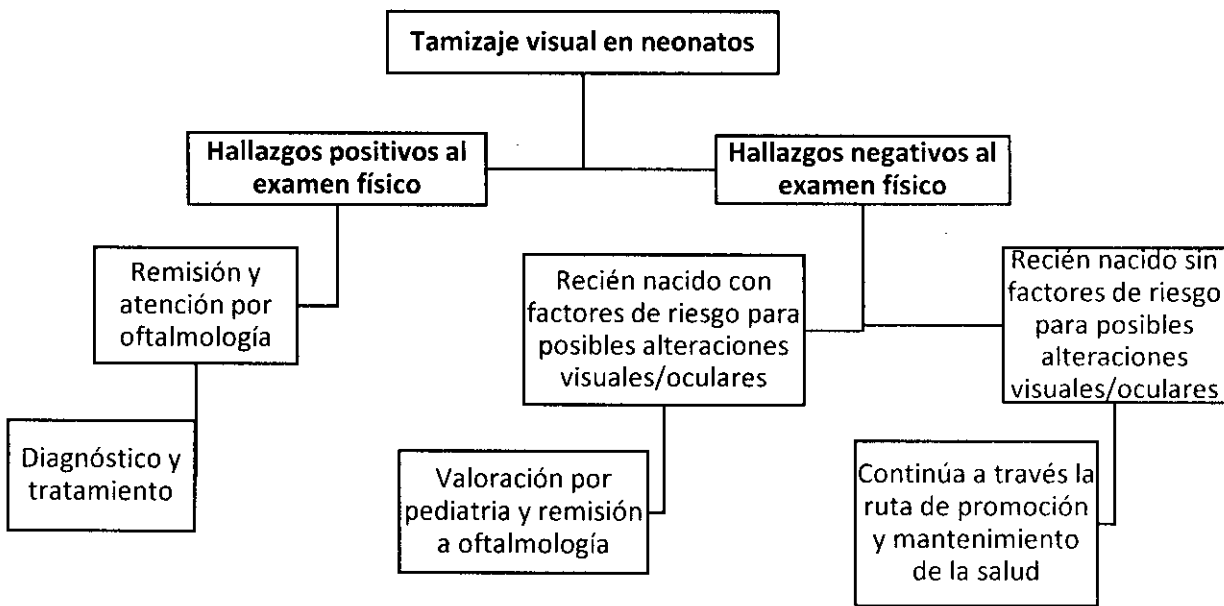 Tamizaje visual en neonatos
Hallazgos positivos al
examen físico
Hallazgos negativos al
examen físico
Remisión y
atención por
oftalmología
Recién nacido con
factores de riesgo para
posibles alteraciones
visuales/oculares
Recién nacido sin
factores de riesgo
para posibles
alteraciones
visuales/oculares
Diagnóstico y
tratamiento
Valoración por
pediatria y remisión
a oftalmología
Continúa a través la
ruta de promoción
y mantenimiento
de la salud